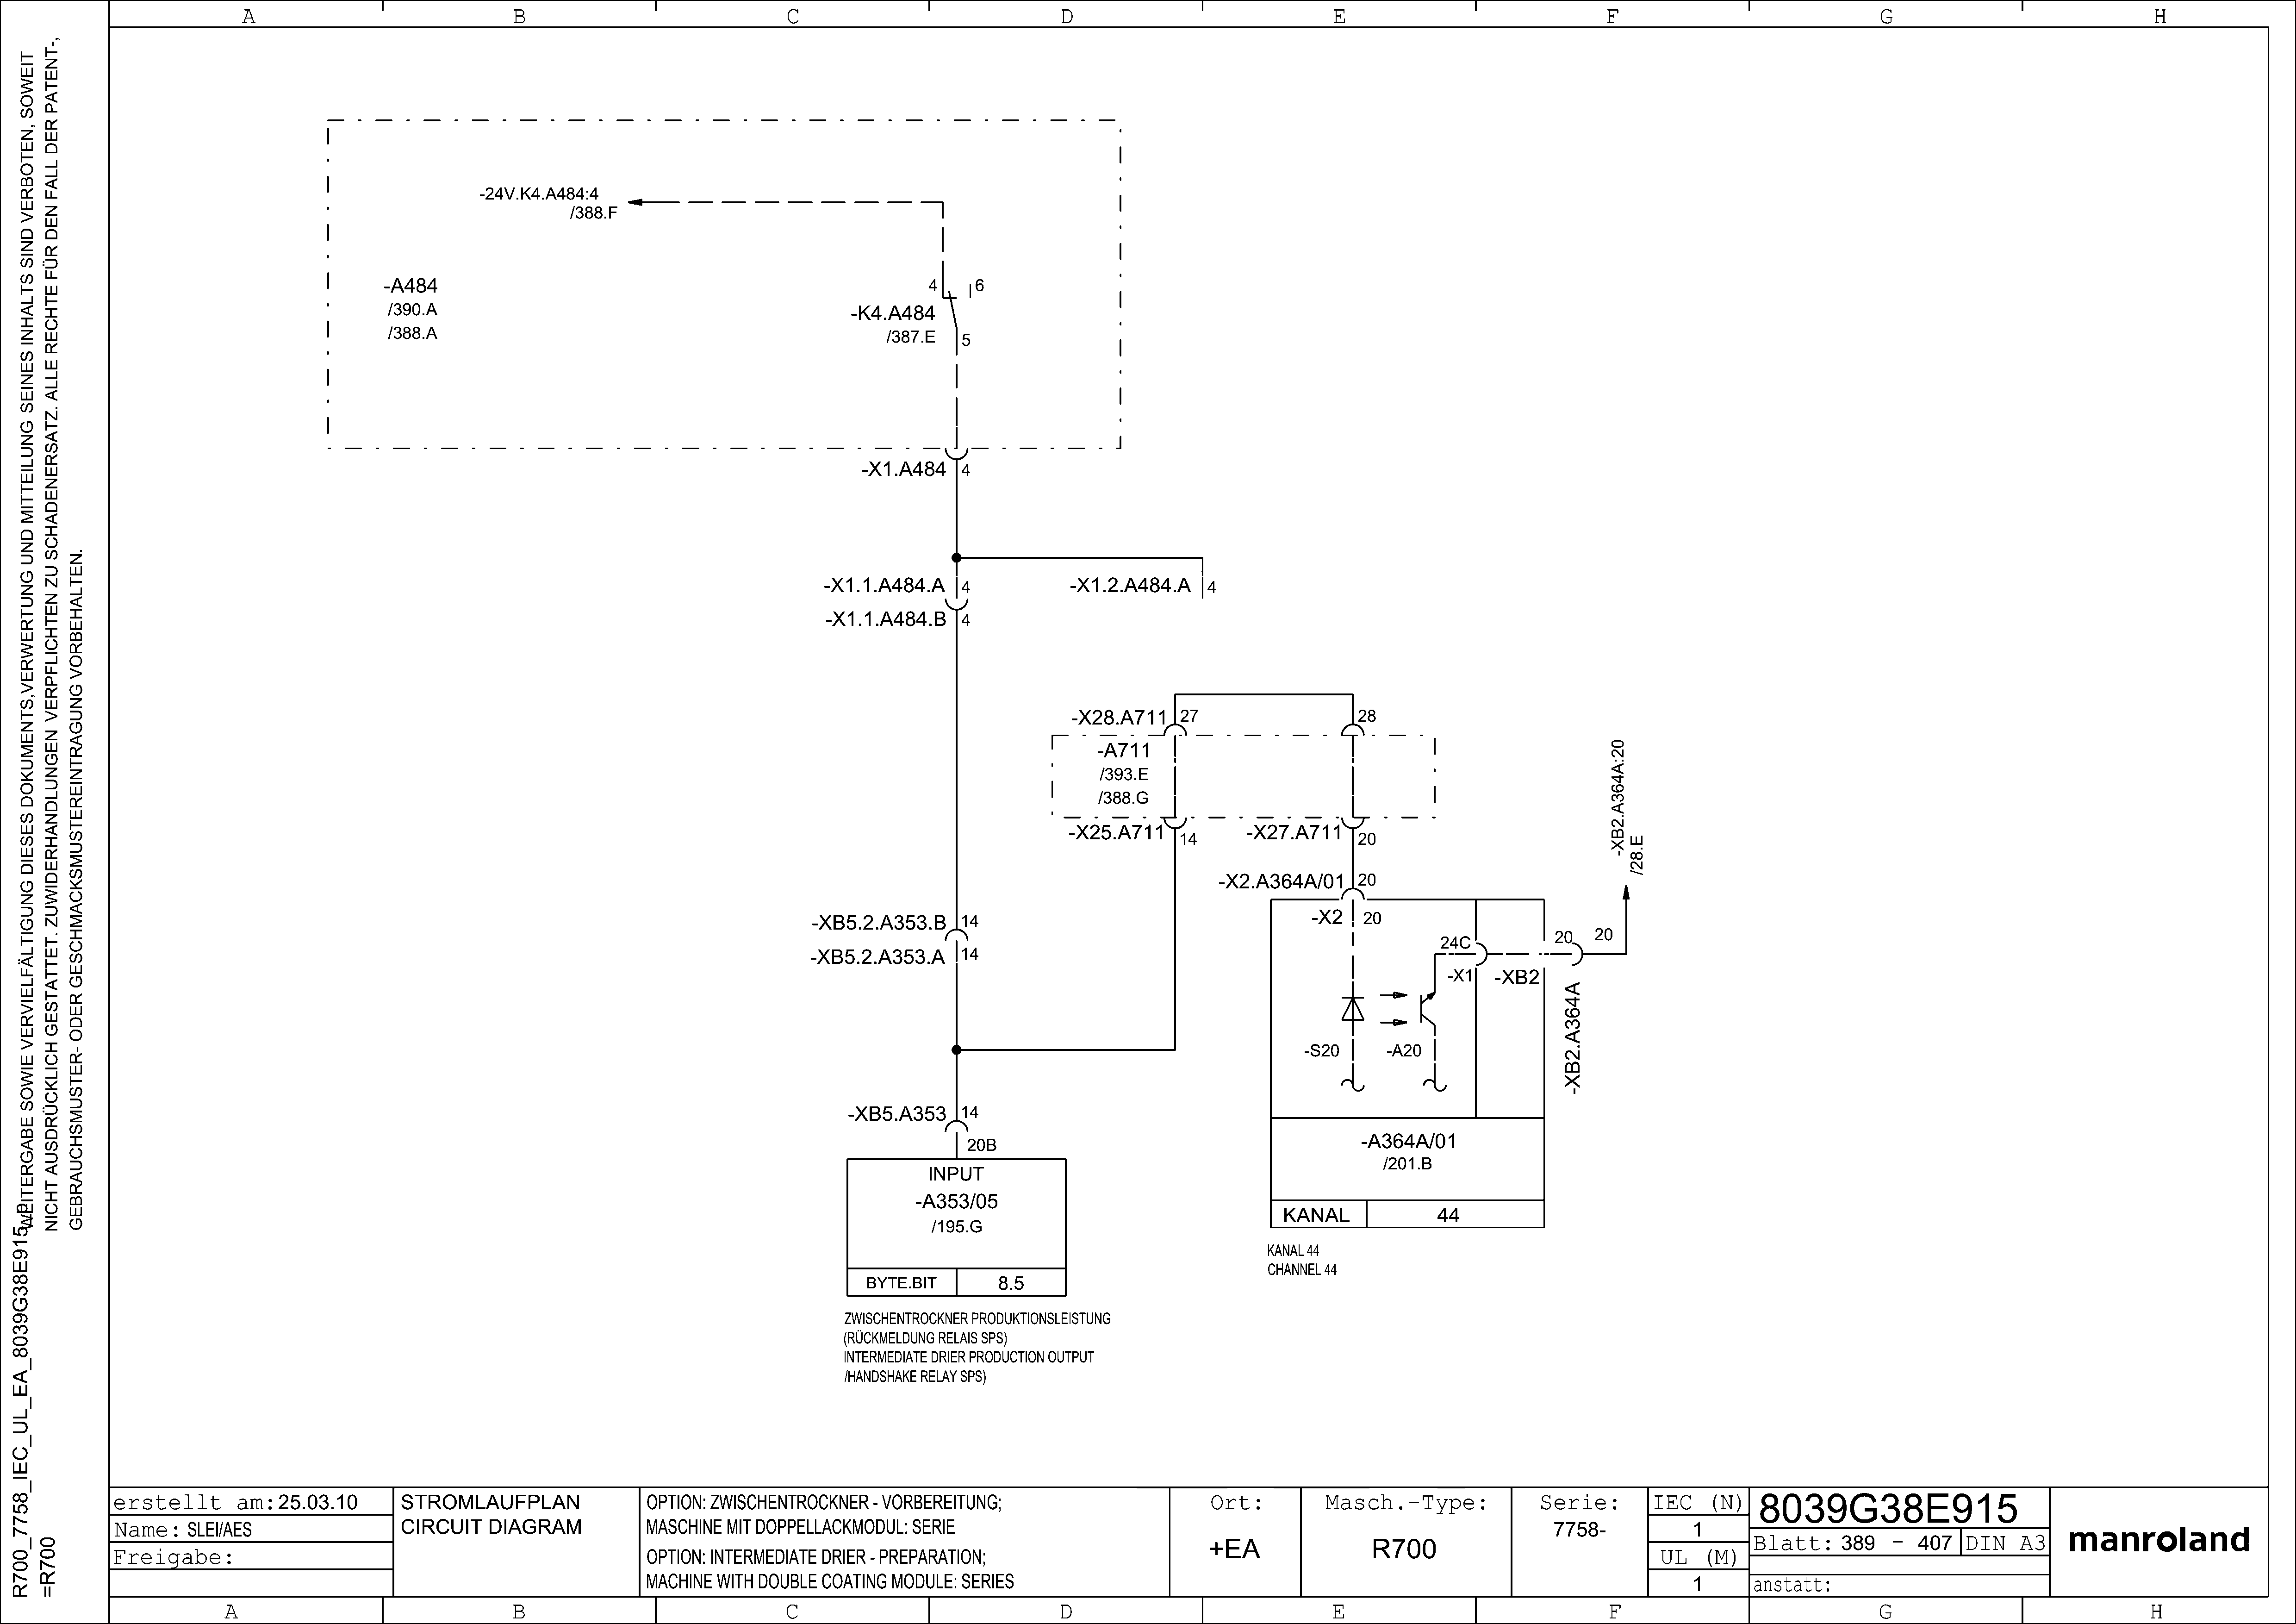 A B C D E F G H
WEITERGABE SOWIE VERVIELFÄLTIGUNG DIESES DOKUMENTS,VERWERTUNG UND MITTEILUNG SEINES INHALTS SIND VERBOTEN, SOWEIT
NICHT AUSDRÜCKLICH GESTATTET. ZUWIDERHANDLUNGEN VERPFLICHTEN ZU SCHADENERSATZ. ALLE RECHTE FÜR DEN FALL DER PATENT-,
GEBRAUCHSMUSTER- ODER GESCHMACKSMUSTEREINTRAGUNG VORBEHALTEN.
=R700
-24V.K4.A484:4
/388.F
-A484
/390.A
/388.A
4 6
-K4.A484
/387.E
5
-X1.A484 4
-X1.1.A484.A 4
-X1.2.A484.A 4
-X1.1.A484.B 4
-X28.A711 27 28
-A711
/393.E
/388.G
-X25.A711 14
-X27.A711 20
-XB2.A364A:20
/28.E
-X2.A364A/01 20
-X2 20
-XB5.2.A353.B 14
-XB5.2.A353.A 14
24C 20 20
-X1 -XB2
-XB2.A364A
-S20 -A20
-XB5.A353 14
20B
INPUT
-A353/05
/195.G
BYTE.BIT 8.5
-A364A/01
/201.B
KANAL 44
KANAL 44
CHANNEL 44
ZWISCHENTROCKNER PRODUKTIONSLEISTUNG
(RÜCKMELDUNG RELAIS SPS)
INTERMEDIATE DRIER PRODUCTION OUTPUT
/HANDSHAKE RELAY SPS)
erstellt am: 25.03.10
Name: SLEI/AES
Freigabe:
STROMLAUFPLAN
CIRCUIT DIAGRAM
OPTION: ZWISCHENTROCKNER - VORBEREITUNG;
MASCHINE MIT DOPPELLACKMODUL: SERIE
OPTION: INTERMEDIATE DRIER - PREPARATION;
MACHINE WITH DOUBLE COATING MODULE: SERIES
Ort:
+EA
Masch.-Type:
R700
Serie:
7758-
IEC (N)
1
UL (M)
1
8039G38E915
Blatt: 389 - 407 DIN A3
anstatt:
manroland
A B C D E F G H